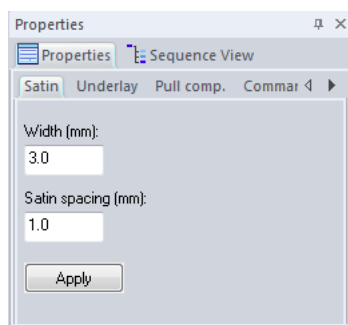 Properties
Properties Sequence View
Satin Underlay Pull comp. Commar
Width (mm):
3.0
Satin spacing (mm):
1.0
Apply